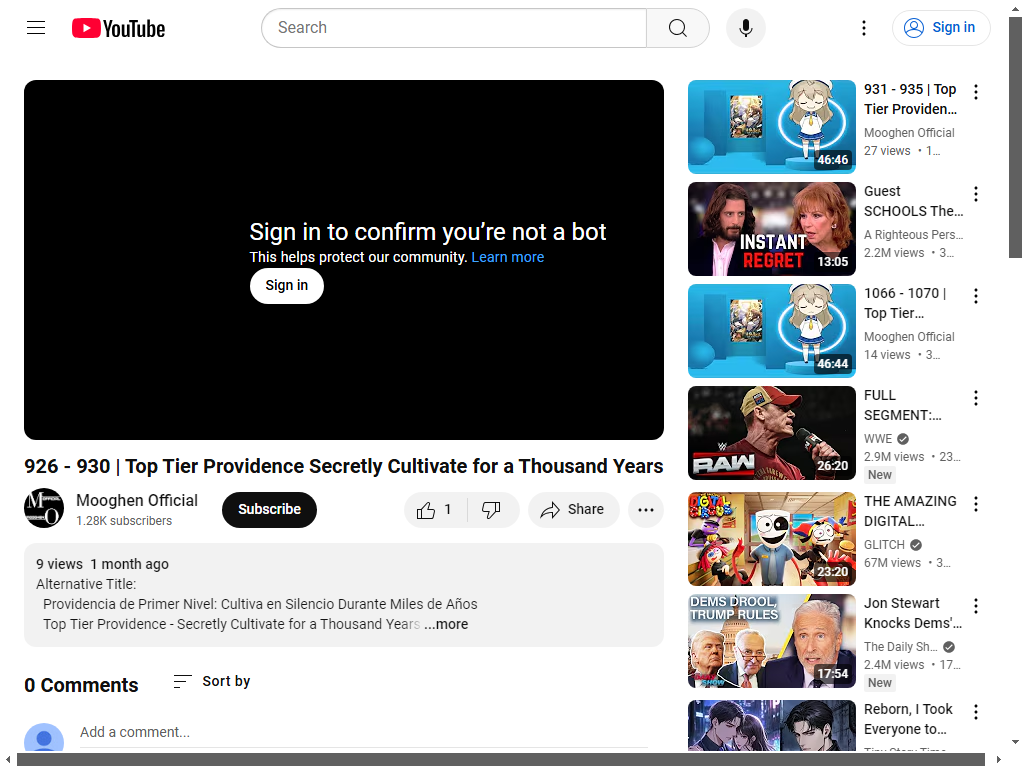 YouTube
Search
Sign in
Sign in to confirm you’re not a bot
This helps protect our community. Learn more
Sign in
926 - 930 | Top Tier Providence Secretly Cultivate for a Thousand Years
Mooghen Official
1.28K subscribers
Subscribe
1
Share
9 views 1 month ago
Alternative Title:
Providencia de Primer Nivel: Cultiva en Silencio Durante Miles de Años
Top Tier Providence - Secretly Cultivate for a Thousand Years ...more
0 Comments
Sort by
Add a comment...
46:46
931 - 935 | Top
Tier Providen...
Mooghen Official
27 views • 1...
INSTANT
REGRET
13:05
Guest
SCHOOLS The...
A Righteous Pers...
2.2M views • 3...
46:44
1066 - 1070 |
Top Tier...
Mooghen Official
14 views • 3...
RAW
26:20
FULL
SEGMENT:...
WWE
2.9M views • 23...
New
DIGITAL
CIRCUS
23:20
THE AMAZING
DIGITAL...
GLITCH
67M views • 3...
DEMS DROOL,
TRUMP RULES
17:54
Jon Stewart
Knocks Dems'...
The Daily Sh...
2.4M views • 17...
New
Reborn, I Took
Everyone to...
Tiny Story Time